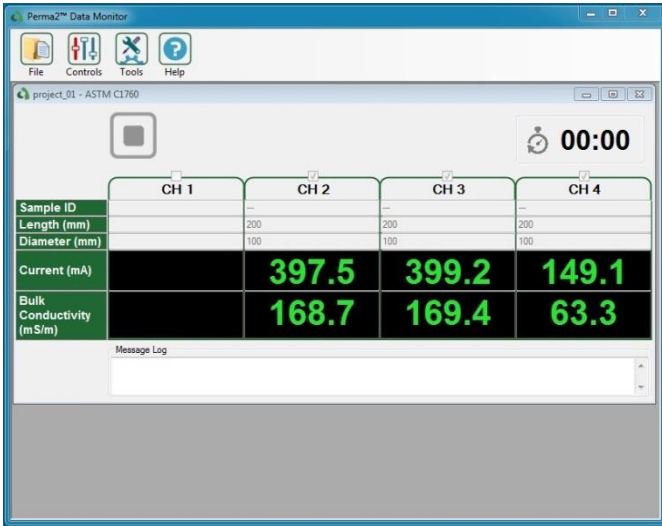 Perma2™ Data Monitor
File Controls Tools Help
project_01 - ASTM C1760
00:00
CH 1 CH 2 CH 3 CH 4
Sample ID --- --- ---
Length (mm) 200 200 200
Diameter (mm) 100 100 100
Current (mA) 397.5 399.2 149.1
Bulk
Conductivity
(mS/m) 168.7 169.4 63.3
Message Log